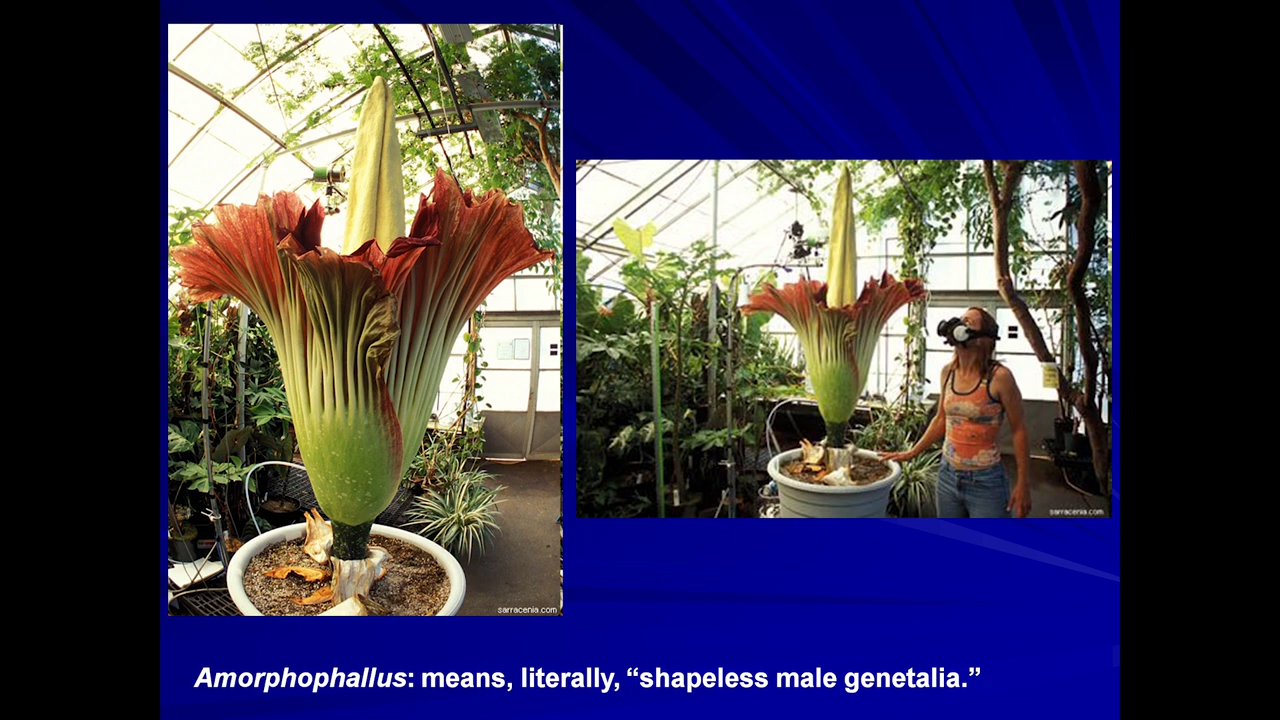 sarracenia.com
sarracenia.com
Amorphophallus: means, literally, “shapeless male genetalia.”